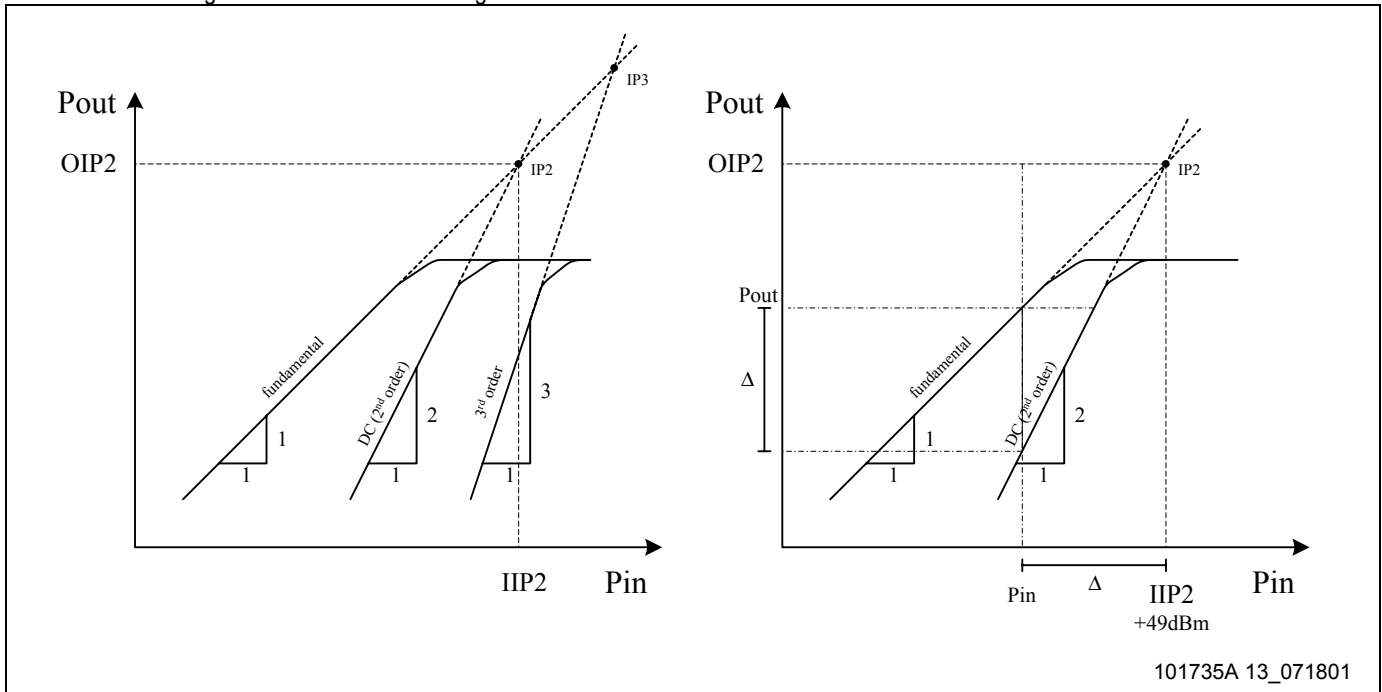 Pout
OIP2
IP3
IP2
fundamental
1
1
DC (2nd order)
2
1
3rd order
3
1
IIP2
Pin
Pout
OIP2
IP2
Pout
Δ
fundamental
1
1
DC (2nd order)
2
1
Pin
Δ
IIP2
+49dBm
Pin
101735A 13_071801